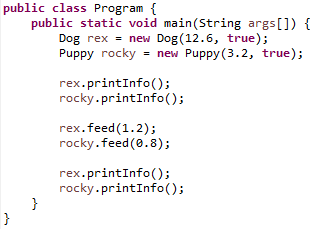 public class Program {
    public static void main(String args[]) {
        Dog rex = new Dog(12.6, true);
        Puppy rocky = new Puppy(3.2, true);

        rex.printInfo();
        rocky.printInfo();

        rex.feed(1.2);
        rocky.feed(0.8);

        rex.printInfo();
        rocky.printInfo();
    }
}